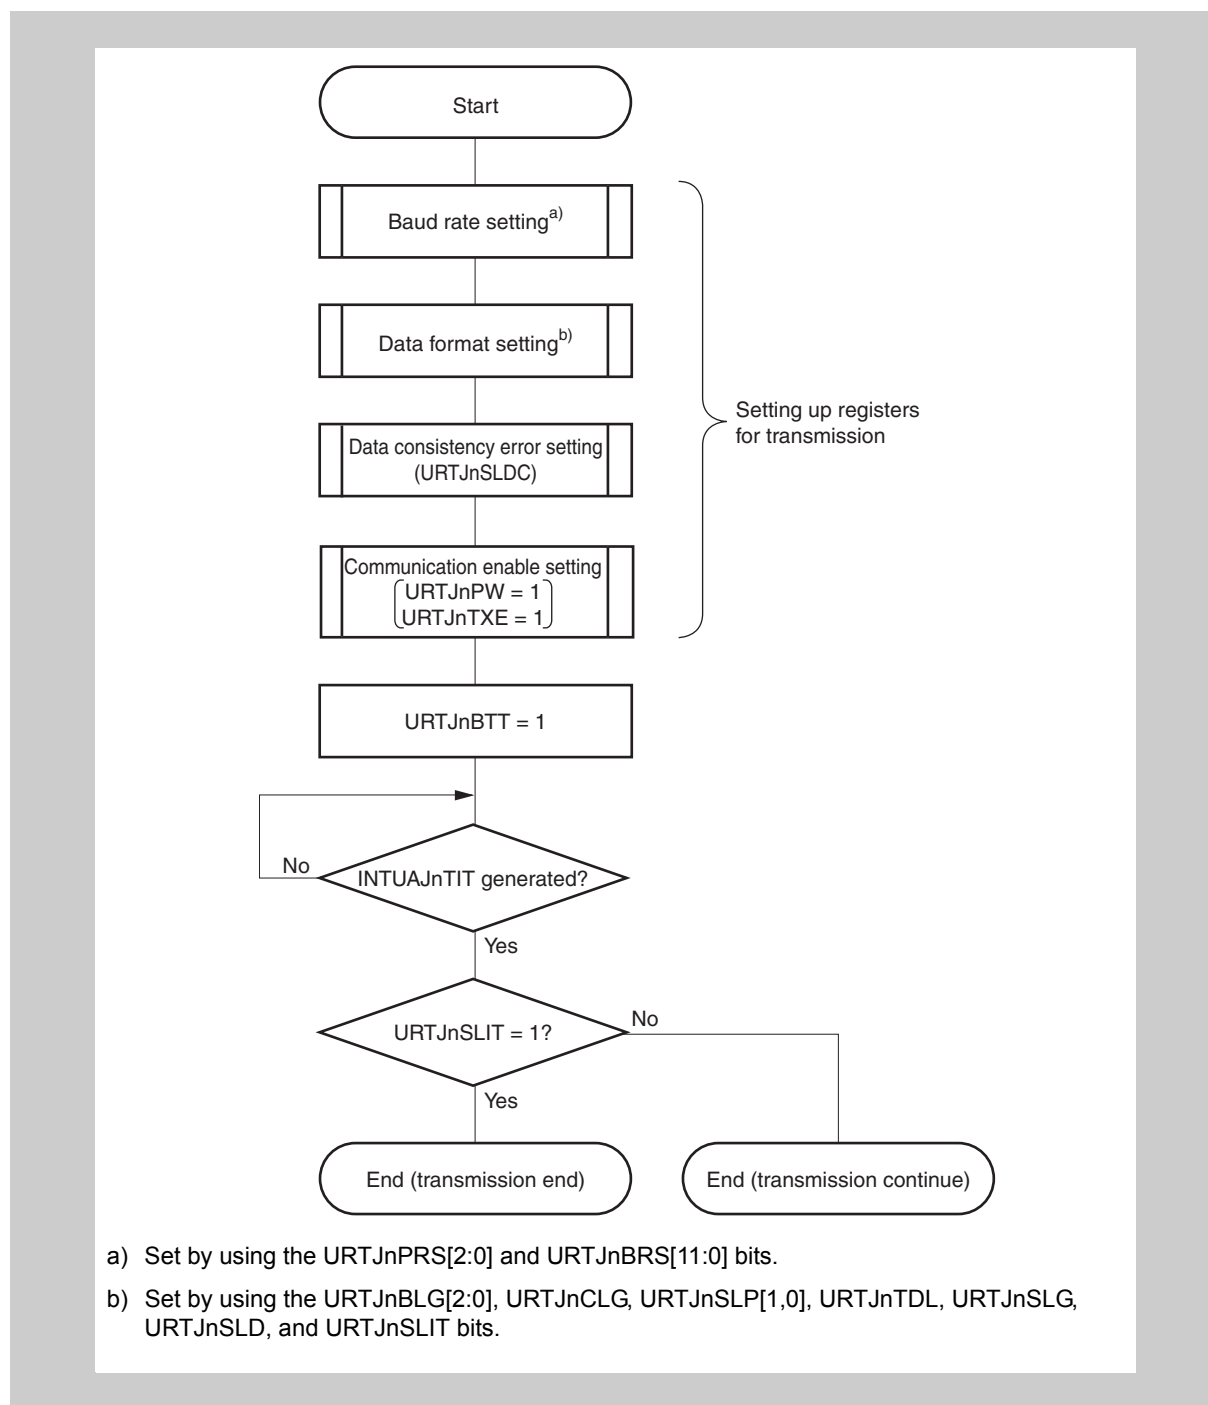 Start
Baud rate settinga)
Data format settingb)
Data consistency error setting
(URTJnSLDC)
Communication enable setting
URTJnPW = 1
URTJnTXE = 1
Setting up registers
for transmission
URTJnBTT = 1
No
INTUAJnTIT generated?
Yes
URTJnSLIT = 1?
No
Yes
End (transmission end)
End (transmission continue)
a) Set by using the URTJnPRS[2:0] and URTJnBRS[11:0] bits.
b) Set by using the URTJnBLG[2:0], URTJnCLG, URTJnSLP[1,0], URTJnTDL, URTJnSLG,
URTJnSLD, and URTJnSLIT bits.